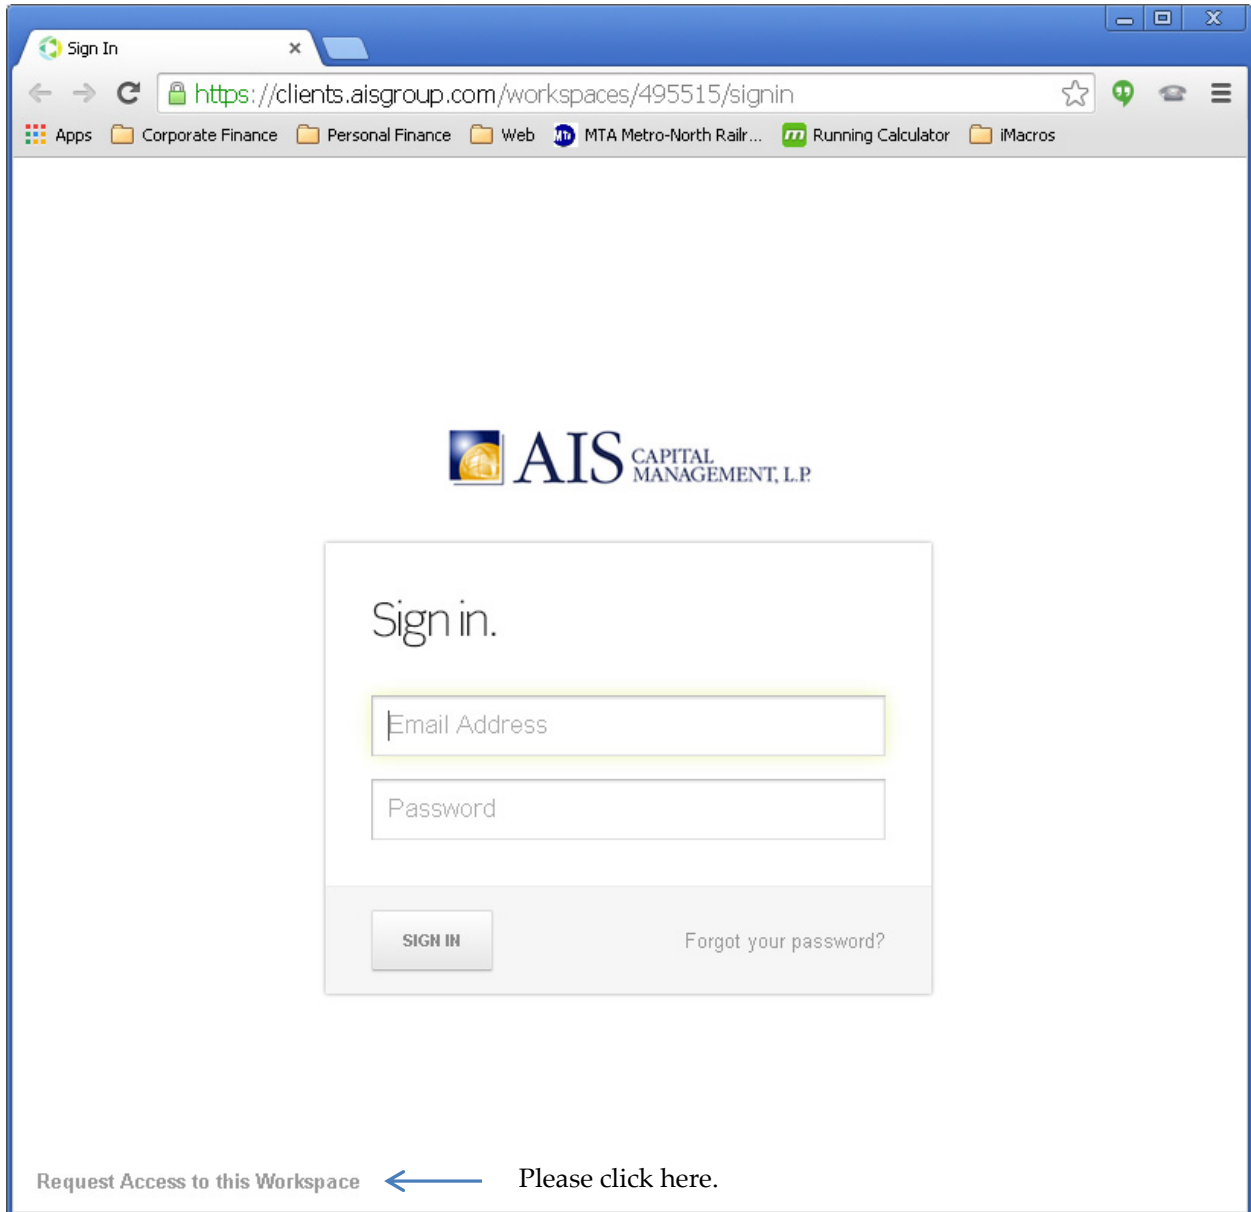 Sign In
https://clients.aisgroup.com/workspaces/495515/signin
Apps Corporate Finance Personal Finance Web MTA Metro-North Railr... Running Calculator iMacros
AIS CAPITAL
MANAGEMENT, L.P.
Sign in.
Email Address
Password
SIGN IN Forgot your password?
Request Access to this Workspace Please click here.